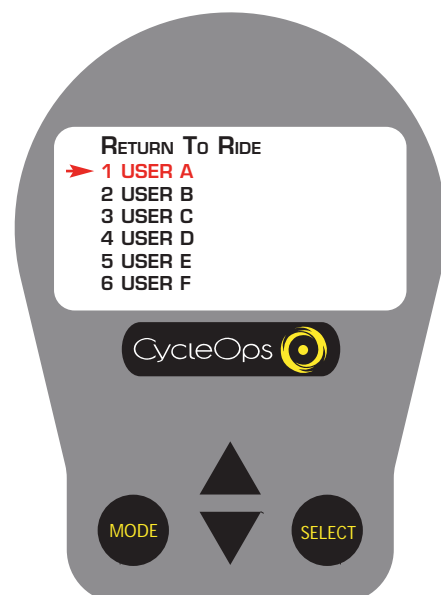 Return To Ride
1 USER A
2 USER B
3 USER C
4 USER D
5 USER E
6 USER F
CycleOps
MODE
SELECT